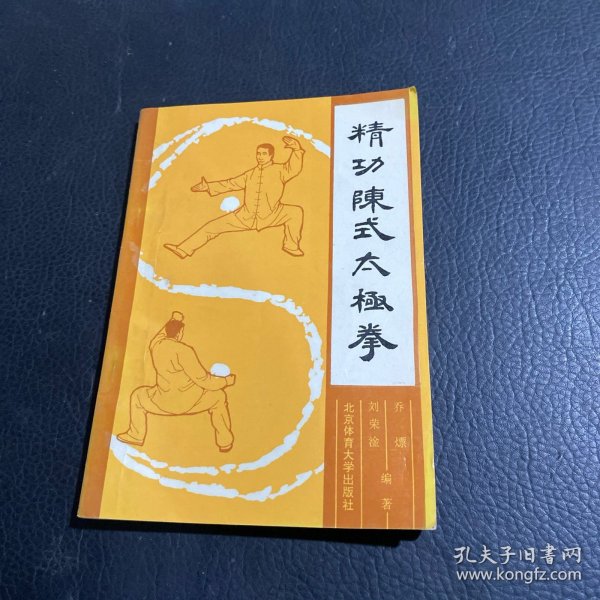 精功陳式太極拳
乔熛
刘荣淦
编著
北京体育大学出版社
孔夫子旧书网
www.kongfz.com